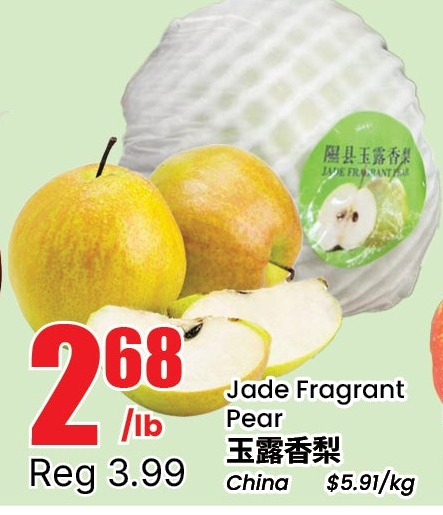 隰县玉露香梨
JADE FRAGRANT PEAR
2.68
/lb
Reg 3.99
Jade Fragrant
Pear
玉露香梨
China $5.91/kg